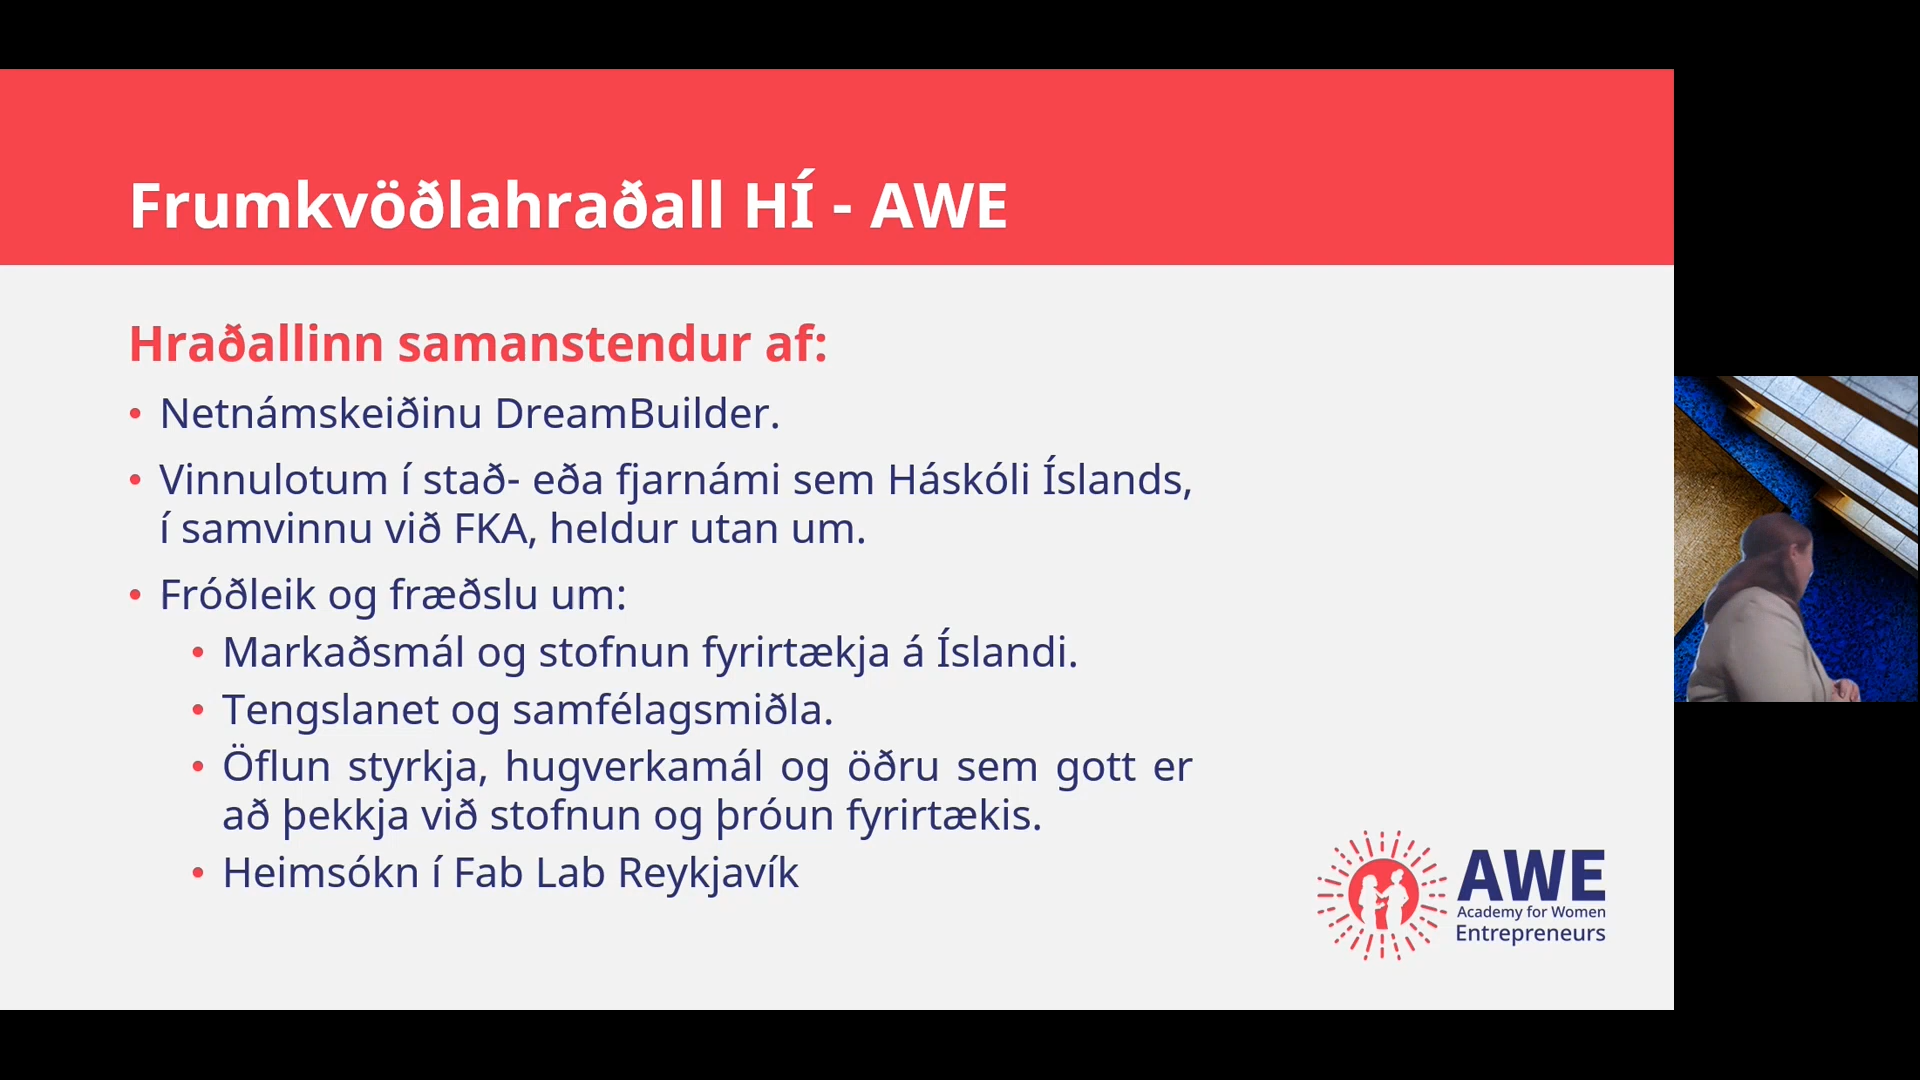 Frumkvöðlahraðall HÍ - AWE
Hraðallinn samanstendur af:
• Netnámskeiðinu DreamBuilder.
• Vinnulotum í stað- eða fjarnámi sem Háskóli Íslands,
í samvinnu við FKA, heldur utan um.
• Fróðleik og fræðslu um:
• Markaðsmál og stofnun fyrirtækja á Íslandi.
• Tengslanet og samfélagsmiðla.
• Öflun styrkja, hugverkamál og öðru sem gott er
að þekkja við stofnun og þróun fyrirtækis.
• Heimsókn í Fab Lab Reykjavík
AWE
Academy for Women
Entrepreneurs